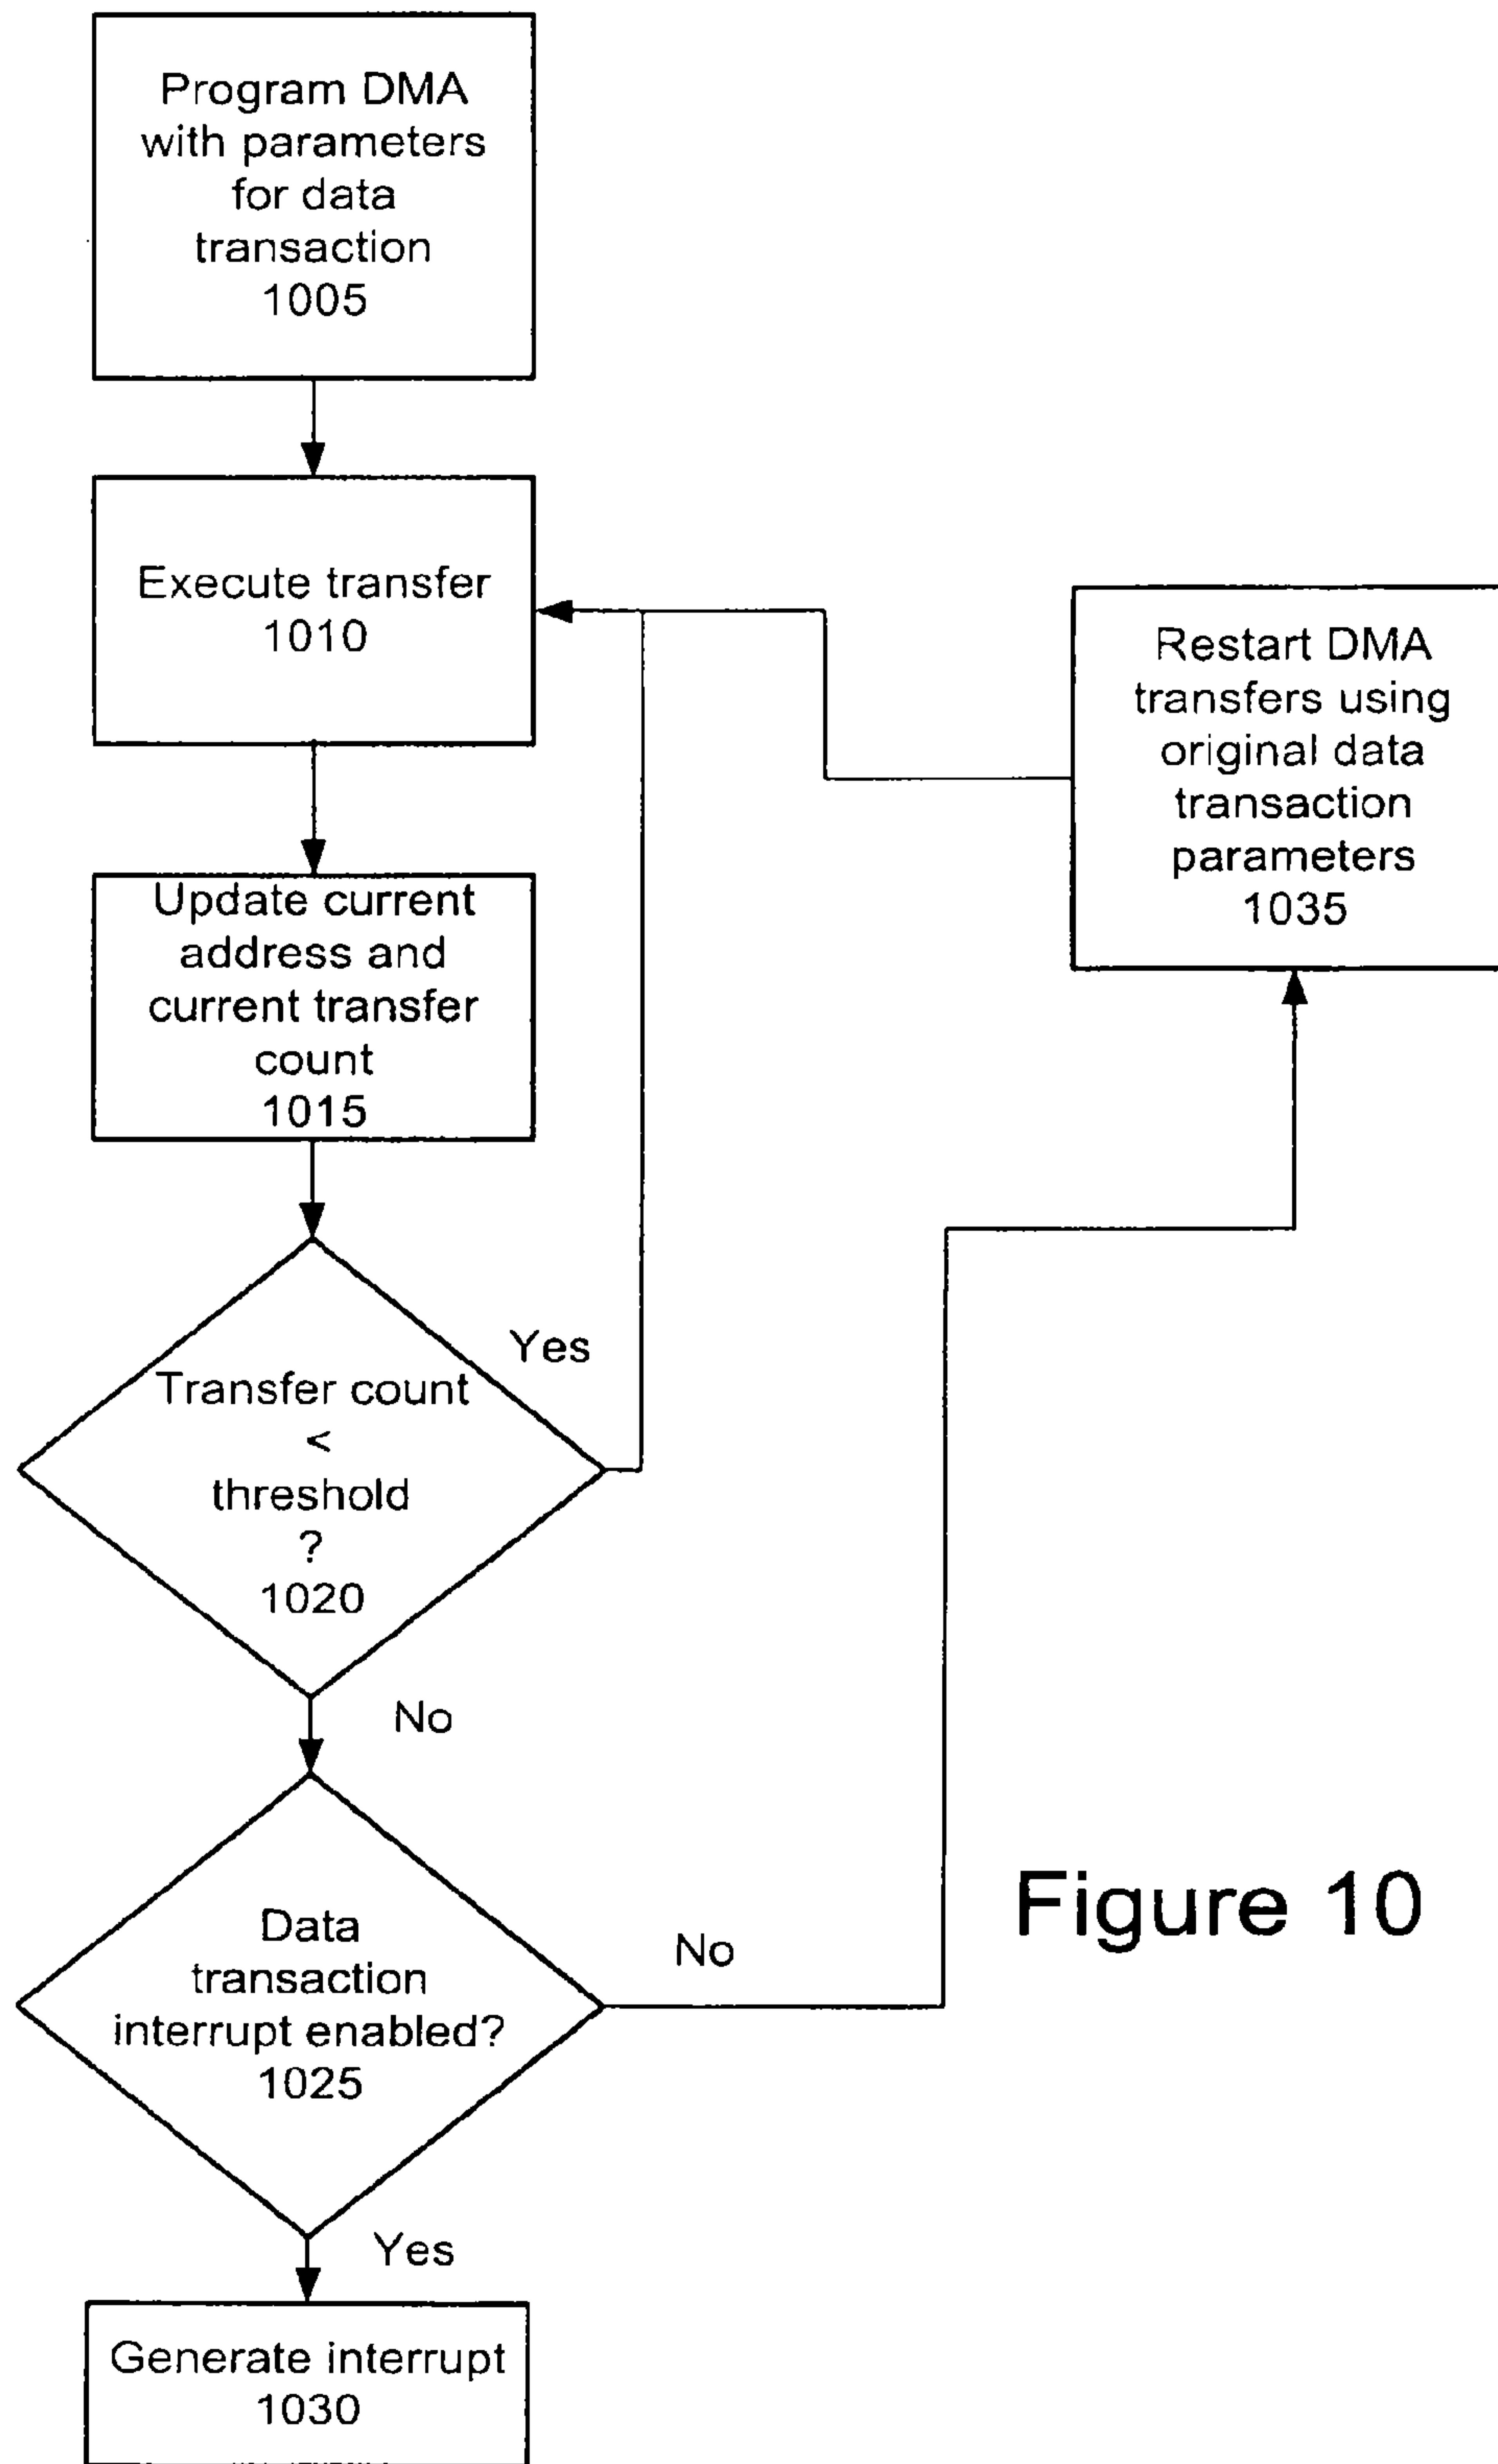 Program DMA
with parameters
for data
transaction
1005
Execute transfer
1010
Restart DMA
transfers using
original data
transaction
parameters
1035
Update current
address and
current transfer
count
1015
Yes
Transfer count
<
threshold
?
1020
No
Data
transaction
interrupt enabled?
1025
No
Figure 10
Yes
Generate interrupt
1030